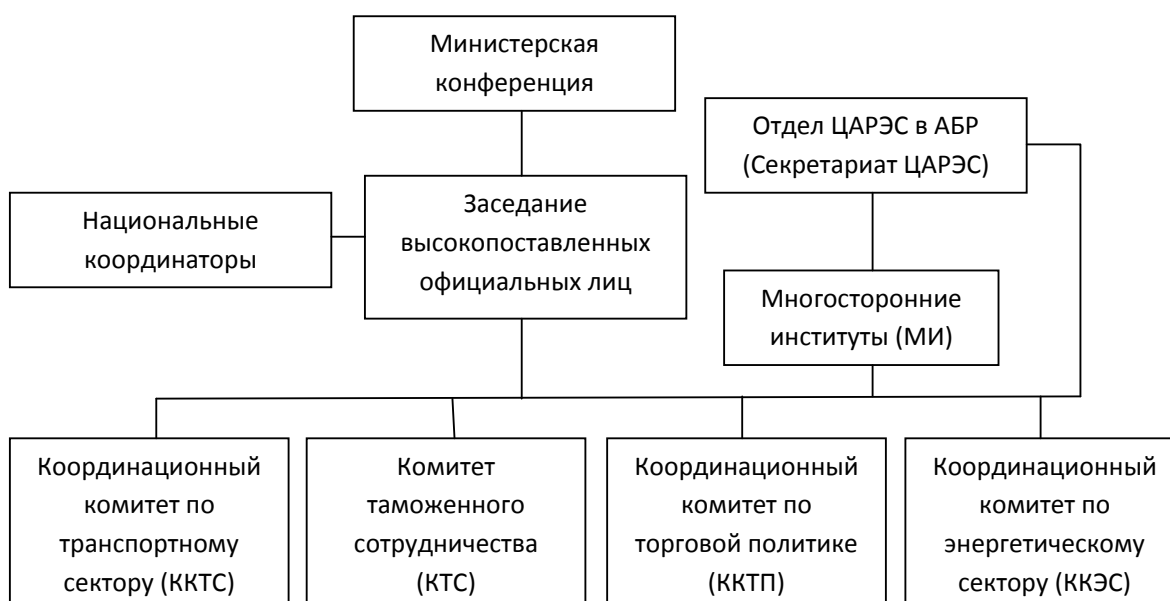 Министерская
конференция
Отдел ЦАРЭС в АБР
(Секретариат ЦАРЭС)
Национальные
координаторы
Заседание
высокопоставленных
официальных лиц
Многосторонние
институты (МИ)
Координационный
комитет по
транспортному
сектору (ККТС)
Комитет
таможенного
сотрудничества
(КТС)
Координационный
комитет по
торговой политике
(ККТП)
Координационный
комитет по
энергетическому
сектору (ККЭС)